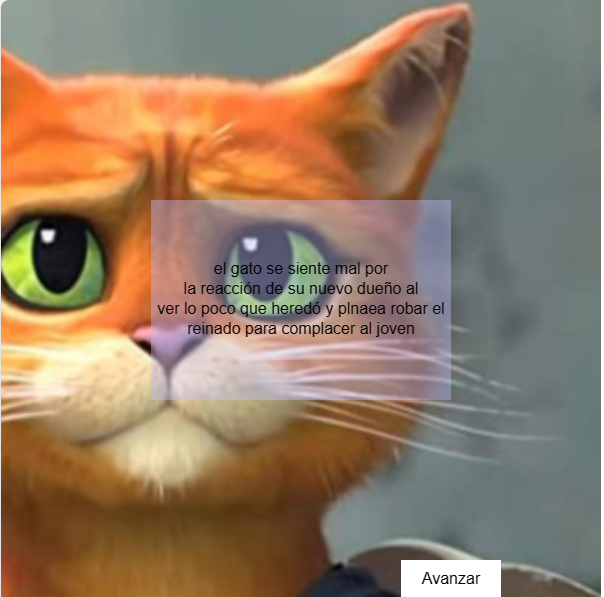 el gato se siente mal por
la reacción de su nuevo dueño al
ver lo poco que heredó y plnaea robar el
reinado para complacer al joven
Avanzar